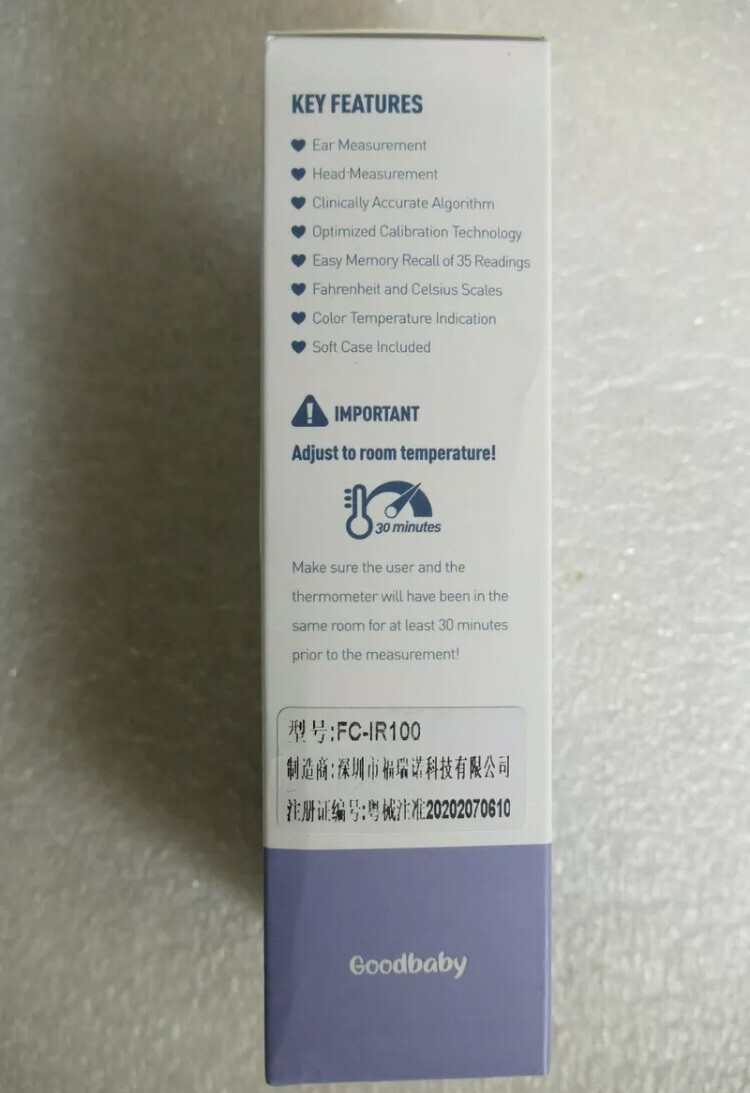 KEY FEATURES
Ear Measurement
Head Measurement
Clinically Accurate Algorithm
Optimized Calibration Technology
Easy Memory Recall of 35 Readings
Fahrenheit and Celsius Scales
Color Temperature Indication
Soft Case Included
IMPORTANT
Adjust to room temperature!
30 minutes
Make sure the user and the
thermometer will have been in the
same room for at least 30 minutes
prior to the measurement!
型号:FC-IR100
制造商:深圳市福瑞诺科技有限公司
注册证编号:粤械注准20202070610
Goodbaby